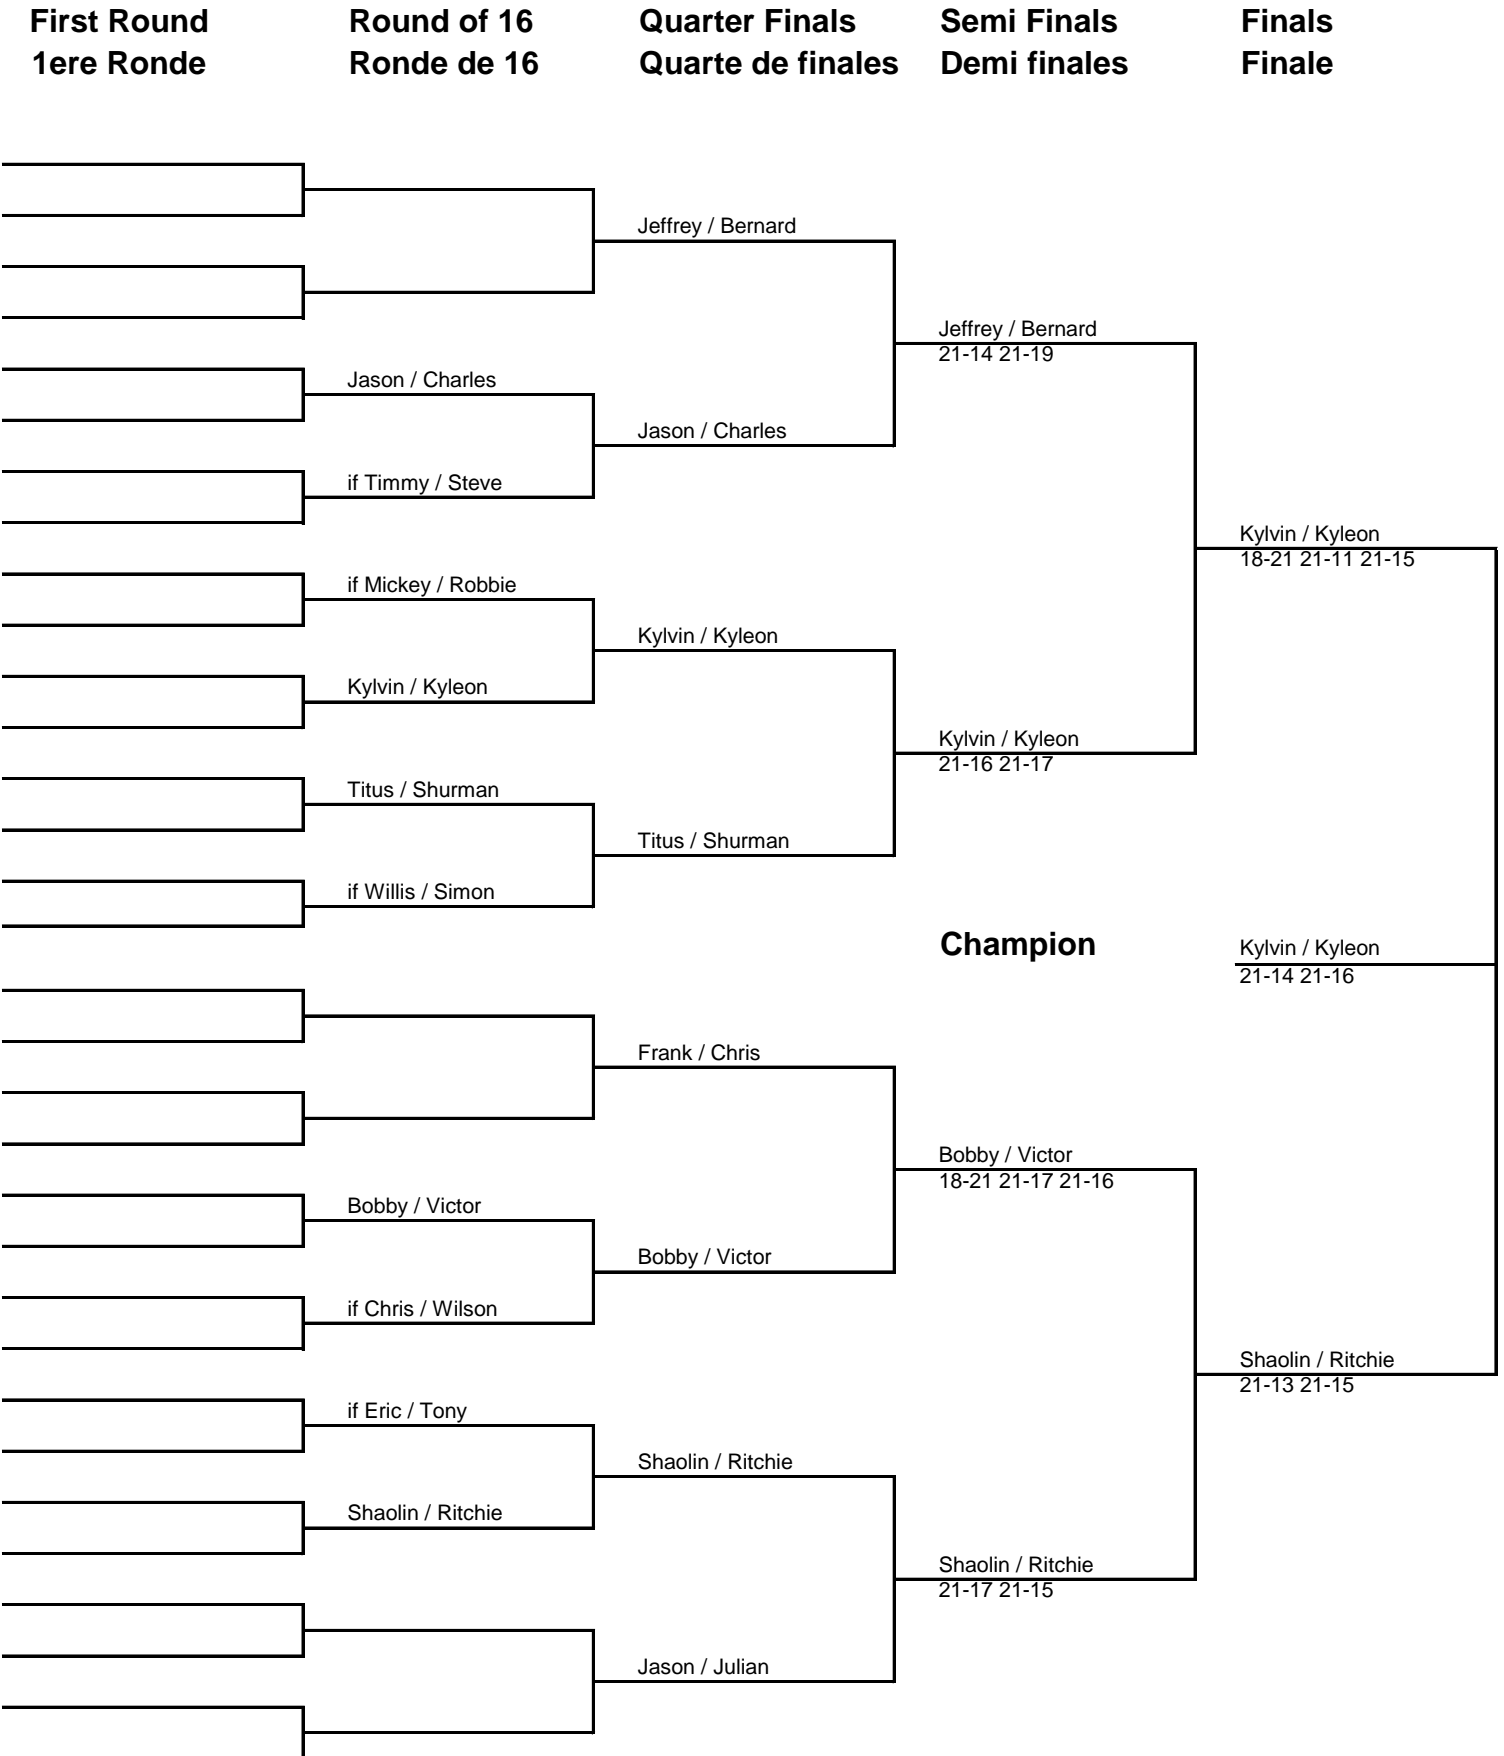 First Round Round of 16 Quarter Finals Semi Finals Finals
1ere Ronde Ronde de 16 Quarte de finales Demi finales Finale
Jeffrey / Bernard
Jeffrey / Bernard
21-14 21-19
Jason / Charles
Jason / Charles
if Timmy / Steve
Kylvin / Kyleon
18-21 21-11 21-15
if Mickey / Robbie
Kylvin / Kyleon
Kylvin / Kyleon
Kylvin / Kyleon
21-16 21-17
Titus / Shurman
Titus / Shurman
if Willis / Simon
Champion Kylvin / Kyleon
21-14 21-16
Frank / Chris
Bobby / Victor
18-21 21-17 21-16
Bobby / Victor
Bobby / Victor
if Chris / Wilson
Shaolin / Ritchie
21-13 21-15
if Eric / Tony
Shaolin / Ritchie
Shaolin / Ritchie
Shaolin / Ritchie
21-17 21-15
Jason / Julian